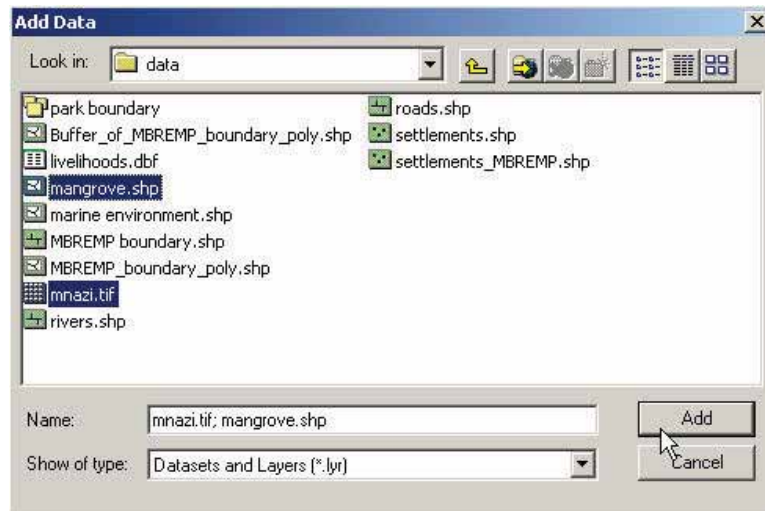 Add Data
Look in: data
park boundary
Buffer_of_MBREMP_boundary_poly.shp
livelihoods.dbf
mangrove.shp
marine environment.shp
MBREMP boundary.shp
MBREMP_boundary_poly.shp
mnazi.tif
rivers.shp
roads.shp
settlements.shp
settlements_MBREMP.shp
Name: mnazi.tif; mangrove.shp
Add
Show of type: Datasets and Layers (*.lyr)
Cancel